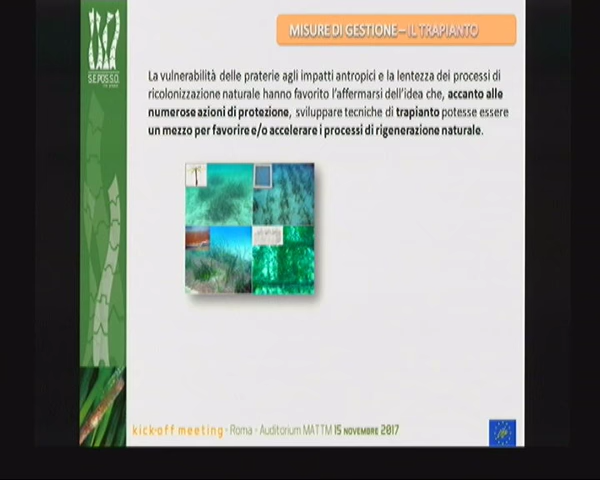 MISURE DI GESTIONE – IL TRAPIANTO
S.E.POS.S.O.
La vulnerabilità delle praterie agli impatti antropici e la lentezza dei processi di
ricolonizzazione naturale hanno favorito l'affermarsi dell'idea che, accanto alle
numerose azioni di protezione, sviluppare tecniche di trapianto potesse essere
un mezzo per favorire e/o accelerare i processi di rigenerazione naturale.
kick-off meeting - Roma - Auditorium MATTM 15 NOVEMBRE 2017